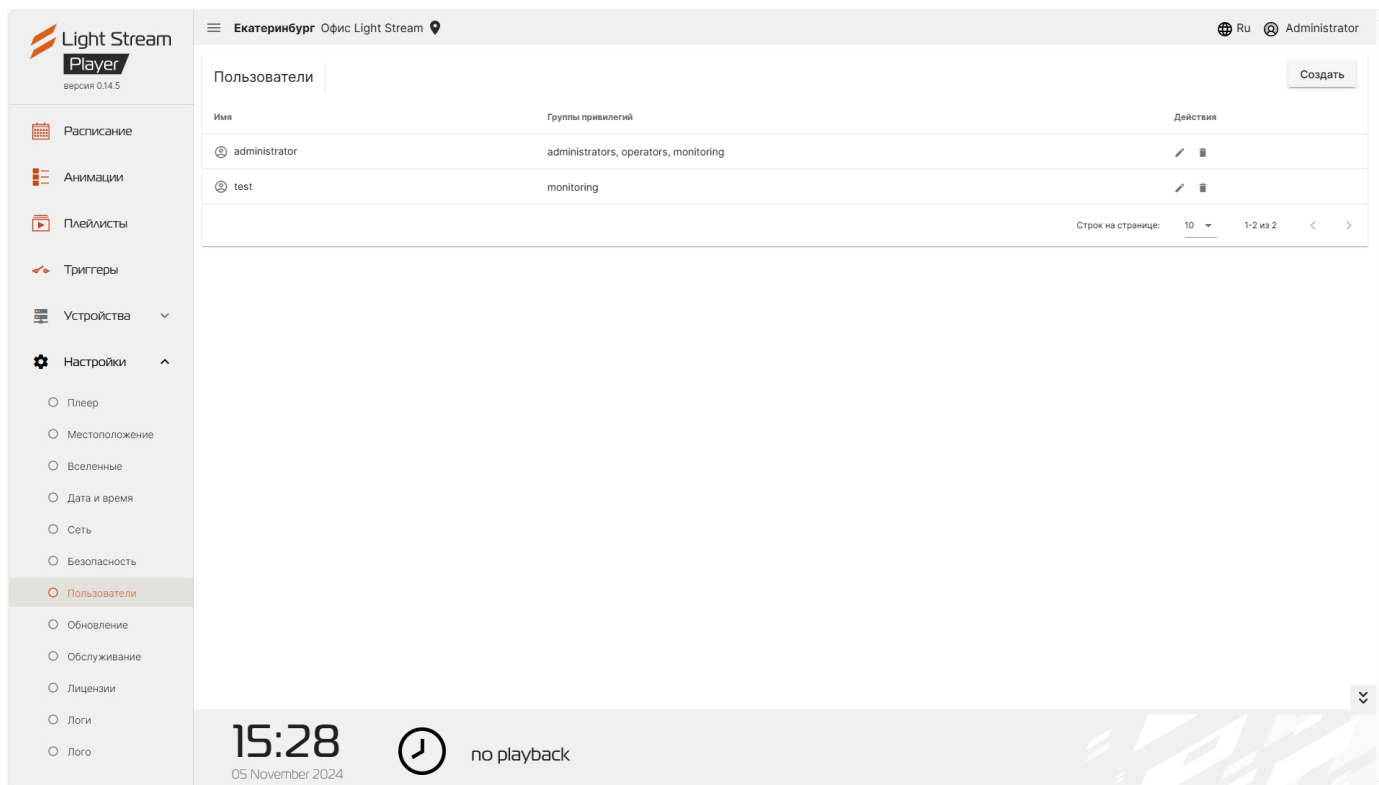 Light Stream
Player
версия 0.14.5
Екатеринбург Офис Light Stream
Ru Administrator
Расписание
Анимации
Плейлисты
Триггеры
Устройства
Настройки
Плеер
Местоположение
Вселенные
Дата и время
Сеть
Безопасность
Пользователи
Обновление
Обслуживание
Лицензии
Логи
Лого
Пользователи
Создать
Имя Группы привилегий Действия
administrator administrators, operators, monitoring
test monitoring
Строк на странице: 10 1-2 из 2
15:28
05 November 2024
no playback